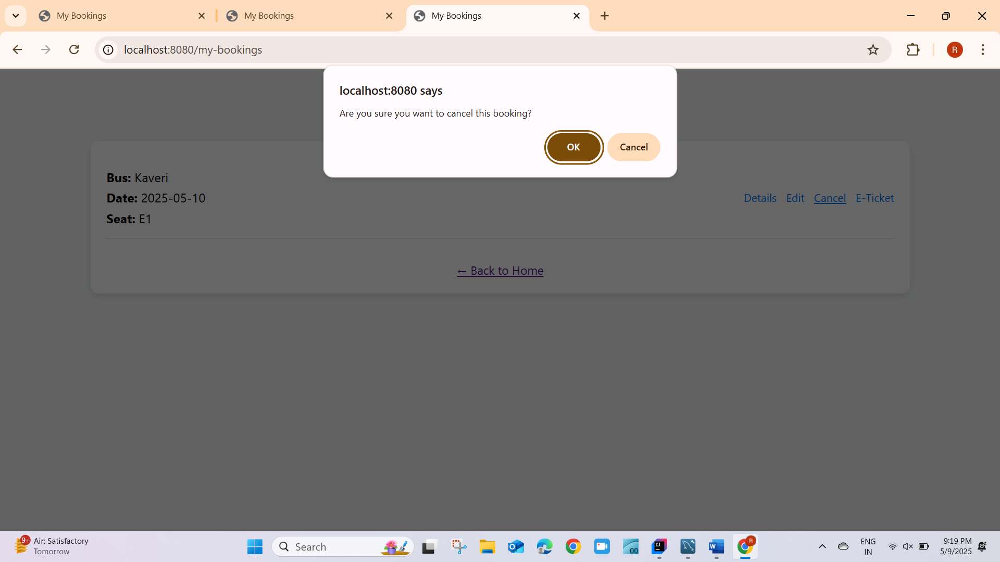 My Bookings
My Bookings
My Bookings
localhost:8080/my-bookings
R
localhost:8080 says
Are you sure you want to cancel this booking?
OK
Cancel
Bus: Kaveri
Date: 2025-05-10
Seat: E1
Details
Edit
Cancel
E-Ticket
← Back to Home
9+
Air: Satisfactory
Tomorrow
Search
00
IJ
W
R
ENG
IN
9:19 PM
5/9/2025